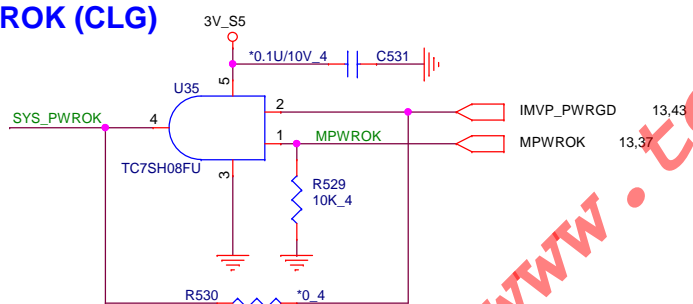 ROK (CLG)
3V_S5
*0.1U/10V_4
C531
U35
5
SYS_PWROK
4
2
IMVP_PWRGD 13,43
1
MPWROK
MPWROK 13,37
TC7SH08FU
3
R529
10K_4
R530
*0_4
www.